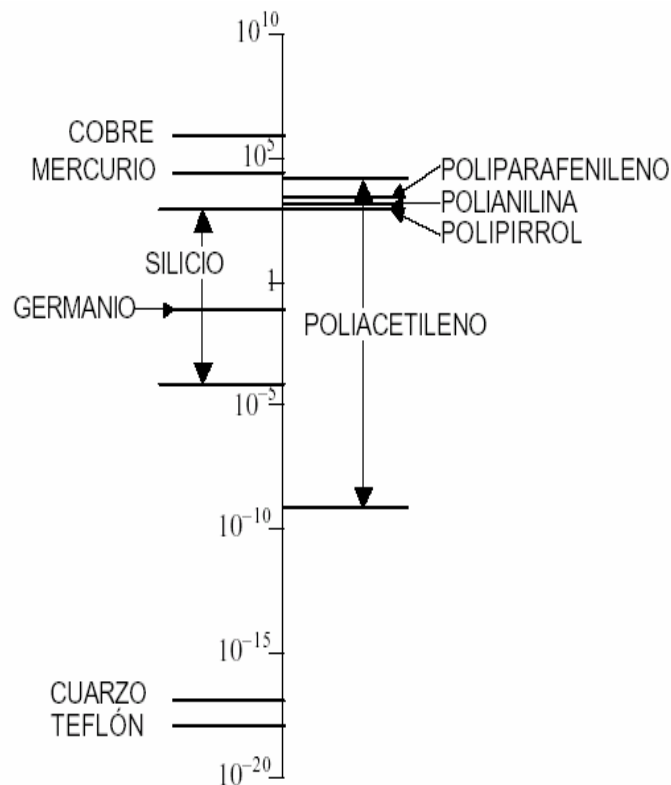 10¹⁰
COBRE
10⁵
MERCURIO
POLIPARAFENILENO
POLIANILINA
POLIPIRROL
SILICIO
1
GERMANIO
POLIACETILENO
10⁻⁵
10⁻¹⁰
10⁻¹⁵
CUARZO
TEFLÓN
10⁻²⁰